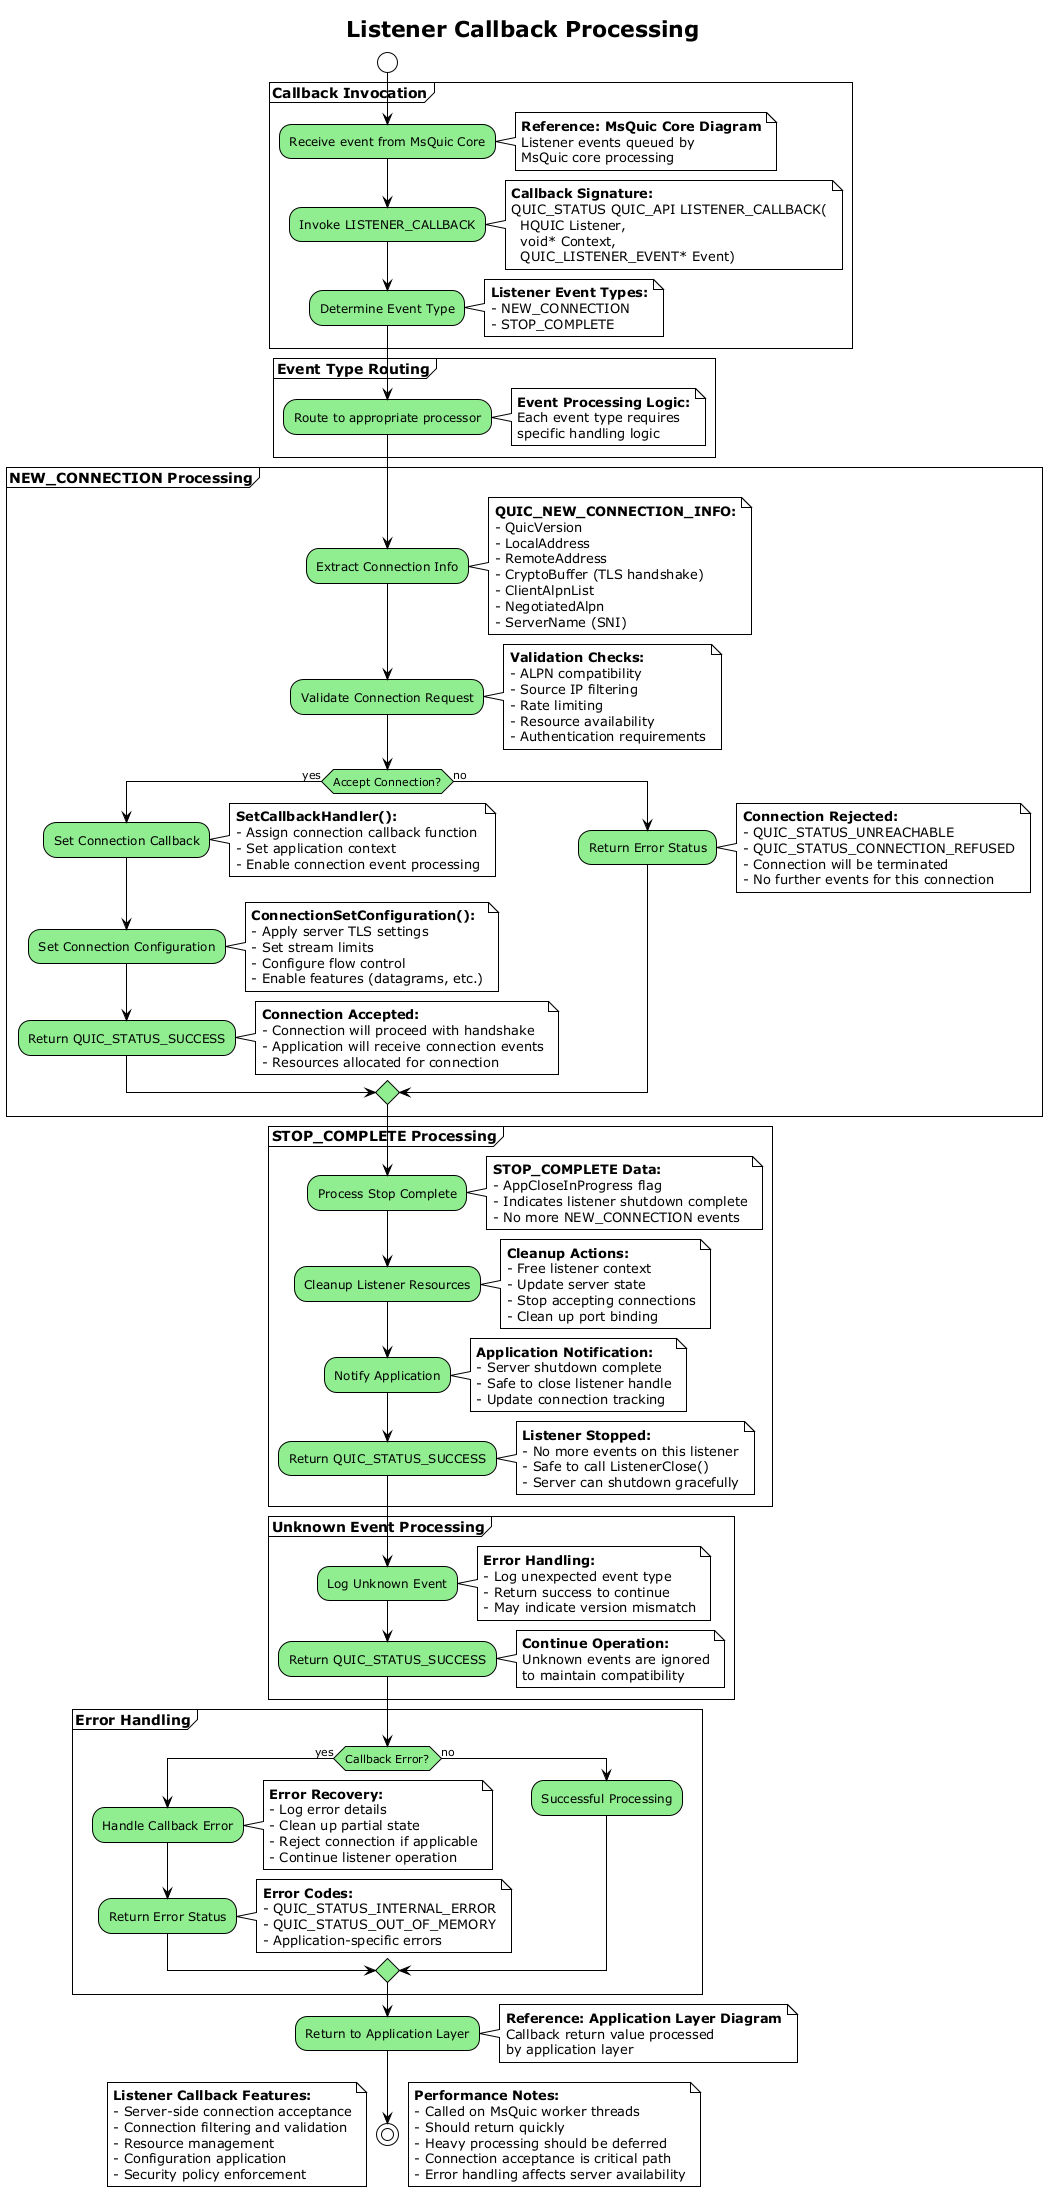 Listener Callback Processing
Callback Invocation
Receive event from MsQuic Core
Reference: MsQuic Core Diagram
Listener events queued by
MsQuic core processing
Invoke LISTENER_CALLBACK
Callback Signature:
QUIC_STATUS QUIC_API LISTENER_CALLBACK(
HQUIC Listener,
void* Context,
QUIC_LISTENER_EVENT* Event)
Determine Event Type
Listener Event Types:
- NEW_CONNECTION
- STOP_COMPLETE
Event Type Routing
Route to appropriate processor
Event Processing Logic:
Each event type requires
specific handling logic
NEW_CONNECTION Processing
Extract Connection Info
QUIC_NEW_CONNECTION_INFO:
- QuicVersion
- LocalAddress
- RemoteAddress
- CryptoBuffer (TLS handshake)
- ClientAlpnList
- NegotiatedAlpn
- ServerName (SNI)
Validate Connection Request
Validation Checks:
- ALPN compatibility
- Source IP filtering
- Rate limiting
- Resource availability
- Authentication requirements
yes
Accept Connection?
no
Set Connection Callback
SetCallbackHandler():
- Assign connection callback function
- Set application context
- Enable connection event processing
Return Error Status
Connection Rejected:
- QUIC_STATUS_UNREACHABLE
- QUIC_STATUS_CONNECTION_REFUSED
- Connection will be terminated
- No further events for this connection
Set Connection Configuration
ConnectionSetConfiguration():
- Apply server TLS settings
- Set stream limits
- Configure flow control
- Enable features (datagrams, etc.)
Return QUIC_STATUS_SUCCESS
Connection Accepted:
- Connection will proceed with handshake
- Application will receive connection events
- Resources allocated for connection
STOP_COMPLETE Processing
Process Stop Complete
STOP_COMPLETE Data:
- AppCloseInProgress flag
- Indicates listener shutdown complete
- No more NEW_CONNECTION events
Cleanup Listener Resources
Cleanup Actions:
- Free listener context
- Update server state
- Stop accepting connections
- Clean up port binding
Notify Application
Application Notification:
- Server shutdown complete
- Safe to close listener handle
- Update connection tracking
Return QUIC_STATUS_SUCCESS
Listener Stopped:
- No more events on this listener
- Safe to call ListenerClose()
- Server can shutdown gracefully
Unknown Event Processing
Log Unknown Event
Error Handling:
- Log unexpected event type
- Return success to continue
- May indicate version mismatch
Return QUIC_STATUS_SUCCESS
Continue Operation:
Unknown events are ignored
to maintain compatibility
Error Handling
yes
Callback Error?
no
Handle Callback Error
Error Recovery:
- Log error details
- Clean up partial state
- Reject connection if applicable
- Continue listener operation
Successful Processing
Return Error Status
Error Codes:
- QUIC_STATUS_INTERNAL_ERROR
- QUIC_STATUS_OUT_OF_MEMORY
- Application-specific errors
Return to Application Layer
Reference: Application Layer Diagram
Callback return value processed
by application layer
Listener Callback Features:
- Server-side connection acceptance
- Connection filtering and validation
- Resource management
- Configuration application
- Security policy enforcement
Performance Notes:
- Called on MsQuic worker threads
- Should return quickly
- Heavy processing should be deferred
- Connection acceptance is critical path
- Error handling affects server availability